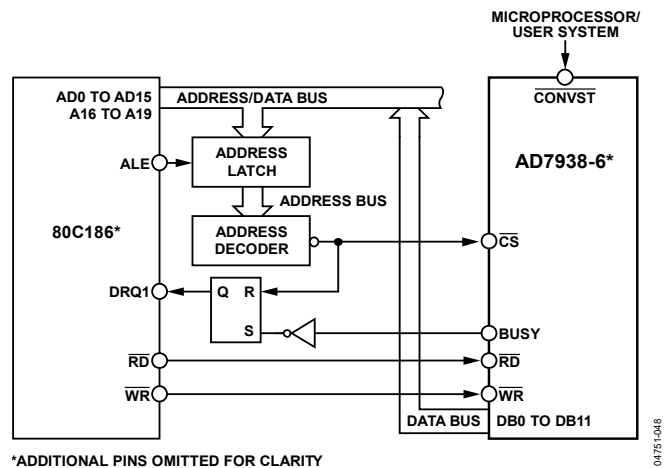 MICROPROCESSOR/
USER SYSTEM
CONVST
AD0 TO AD15
A16 TO A19
ADDRESS/DATA BUS
ALE
ADDRESS
LATCH
AD7938-6*
ADDRESS BUS
80C186*
ADDRESS
DECODER
CS
DRQ1
Q R
S
BUSY
RD
RD
WR
WR
DATA BUS
DB0 TO DB11
*ADDITIONAL PINS OMITTED FOR CLARITY
04751-048